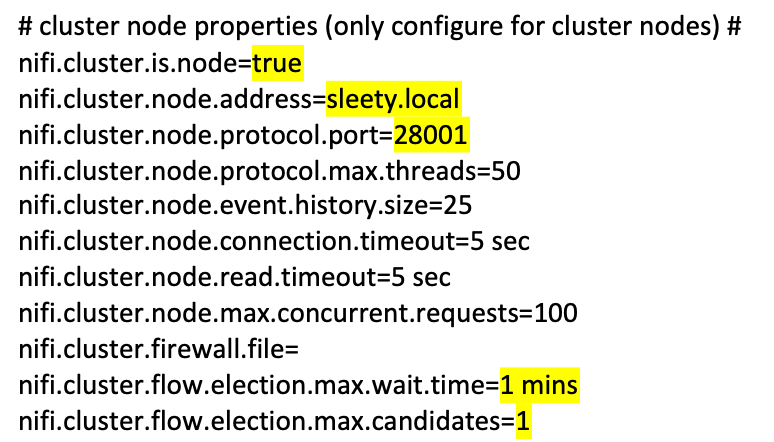 # cluster node properties (only configure for cluster nodes) #
nifi.cluster.is.node=true
nifi.cluster.node.address=sleety.local
nifi.cluster.node.protocol.port=28001
nifi.cluster.node.protocol.max.threads=50
nifi.cluster.node.event.history.size=25
nifi.cluster.node.connection.timeout=5 sec
nifi.cluster.node.read.timeout=5 sec
nifi.cluster.node.max.concurrent.requests=100
nifi.cluster.firewall.file=
nifi.cluster.flow.election.max.wait.time=1 mins
nifi.cluster.flow.election.max.candidates=1